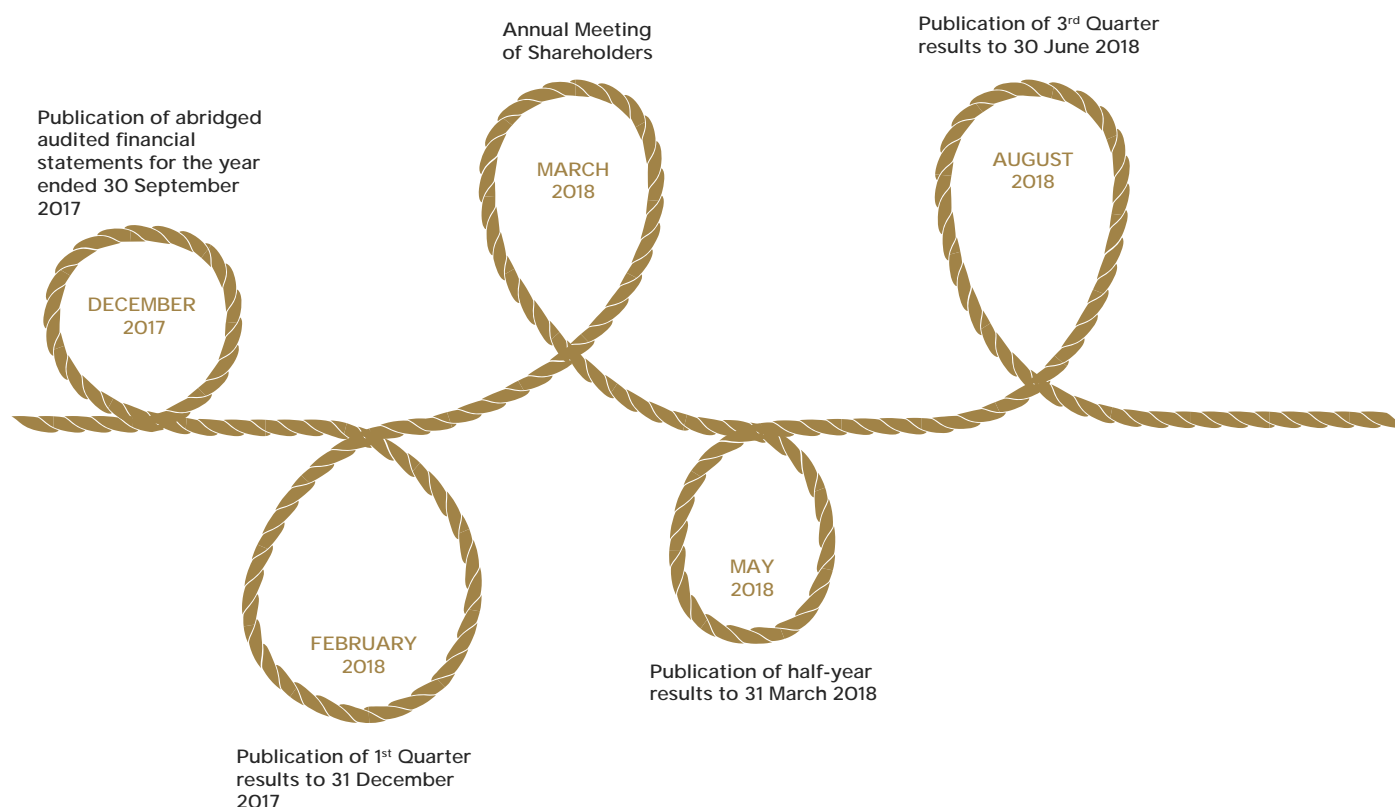 Publication of abridged
audited financial
statements for the year
ended 30 September
2017
DECEMBER
2017
FEBRUARY
2018
Publication of 1st Quarter
results to 31 December
2017
Annual Meeting
of Shareholders
MARCH
2018
MAY
2018
Publication of half-year
results to 31 March 2018
Publication of 3rd Quarter
results to 30 June 2018
AUGUST
2018